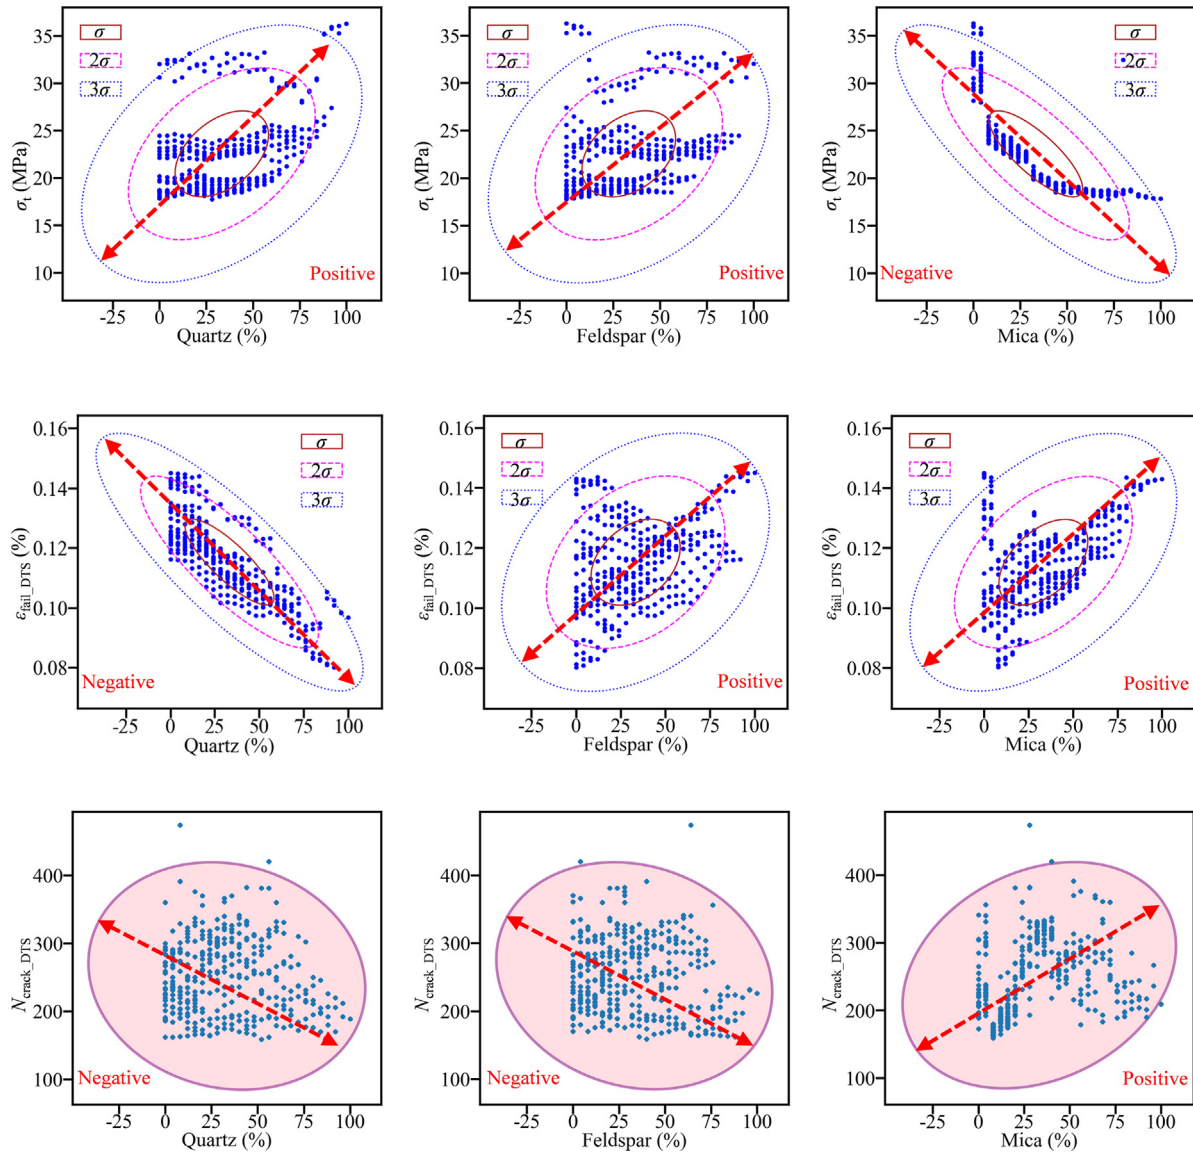 35
30
25
20
15
10
σt (MPa)
σ
2σ
3σ
Positive
-25 0 25 50 75 100
Quartz (%)
35
30
25
20
15
10
σt (MPa)
σ
2σ
3σ
Positive
-25 0 25 50 75 100
Feldspar (%)
35
30
25
20
15
10
σt (MPa)
σ
2σ
3σ
Negative
-25 0 25 50 75 100
Mica (%)
0.16
0.14
0.12
0.10
0.08
εfail_DTS (%)
σ
2σ
3σ
Negative
-25 0 25 50 75 100
Quartz (%)
0.16
0.14
0.12
0.10
0.08
εfail_DTS (%)
σ
2σ
3σ
Positive
-25 0 25 50 75 100
Feldspar (%)
0.16
0.14
0.12
0.10
0.08
εfail_DTS (%)
σ
2σ
3σ
Positive
-25 0 25 50 75 100
Mica (%)
400
300
200
100
Ncrack_DTS
Negative
-25 0 25 50 75 100
Quartz (%)
400
300
200
100
Ncrack_DTS
Negative
-25 0 25 50 75 100
Feldspar (%)
400
300
200
100
Ncrack_DTS
Positive
-25 0 25 50 75 100
Mica (%)